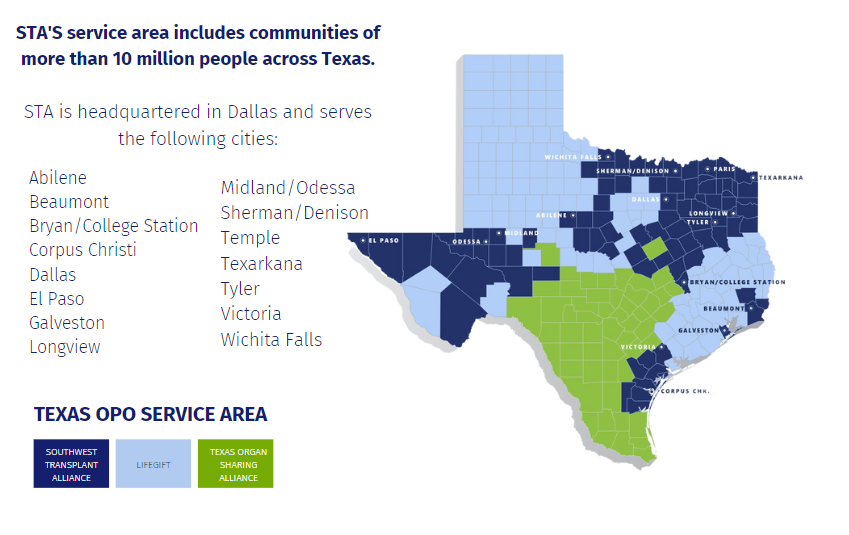 STA'S service area includes communities of
more than 10 million people across Texas.
STA is headquartered in Dallas and serves
the following cities:
Abilene
Beaumont
Bryan/College Station
Corpus Christi
Dallas
El Paso
Galveston
Longview
Midland/Odessa
Sherman/Denison
Temple
Texarkana
Tyler
Victoria
Wichita Falls
WICHITA FALLS
SHERMAN/DENISON
PARIS
TEXARKANA
DALLAS
ABILENE
LONGVIEW
TYLER
MIDLAND
EL PASO
ODESSA
BRYAN/COLLEGE STATION
BEAUMONT
GALVESTON
VICTORIA
CORPUS CHR.
TEXAS OPO SERVICE AREA
SOUTHWEST
TRANSPLANT
ALLIANCE
LIFEGIFT
TEXAS ORGAN
SHARING
ALLIANCE